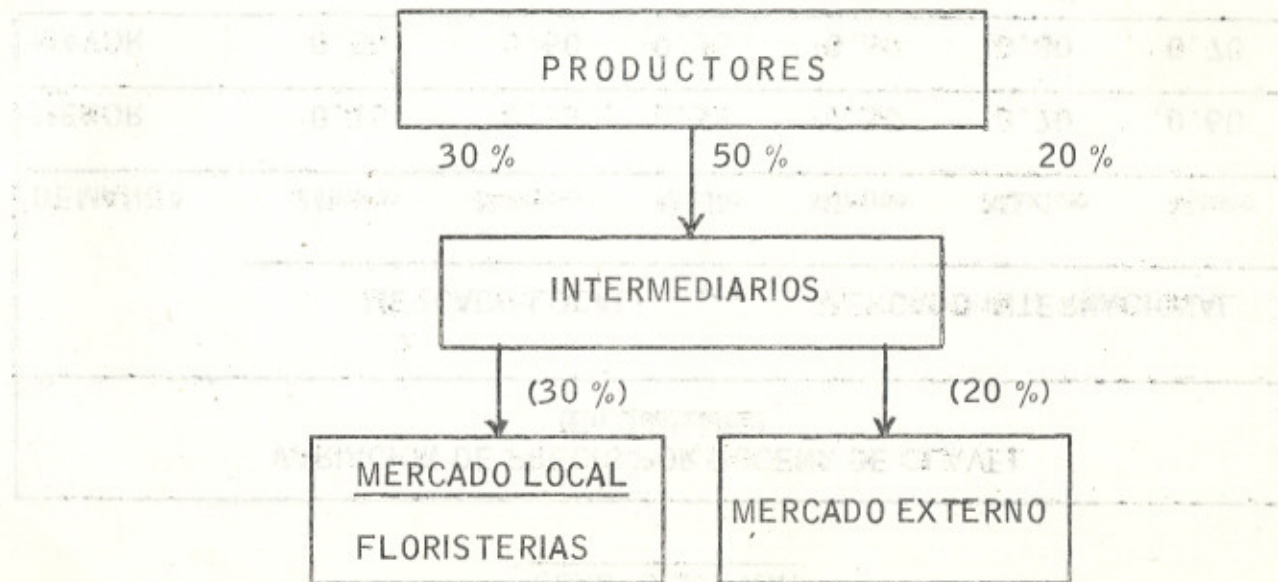 PRODUCTORES
30 % 50 % 20 %
INTERMEDIARIOS
(30 %) (20 %)
MERCADO LOCAL
FLORISTERIAS
MERCADO EXTERNO